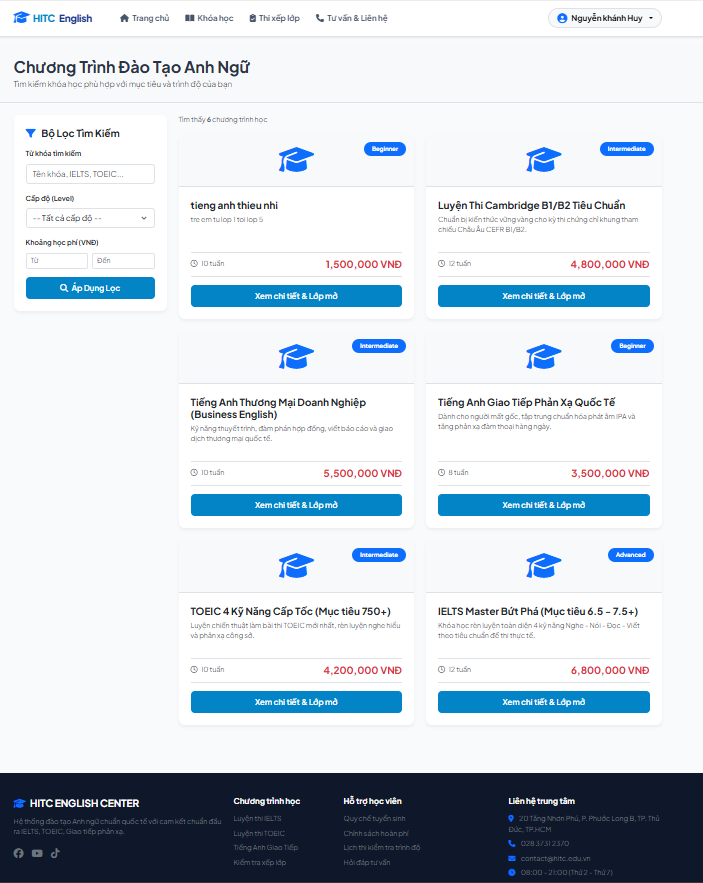 HITC English
Trang chủ
Khóa học
Thi xếp lớp
Tư vấn & Liên hệ
Nguyễn khánh Huy
Chương Trình Đào Tạo Anh Ngữ
Tìm kiếm khóa học phù hợp với mục tiêu và trình độ của bạn
Bộ Lọc Tìm Kiếm
Từ khóa tìm kiếm
Tên khóa, IELTS, TOEIC...
Cấp độ (Level)
-- Tất cả cấp độ --
Khoảng học phí (VNĐ)
Từ
Đến
Áp Dụng Lọc
Tìm thấy 6 chương trình học
Beginner
tieng anh thieu nhi
tre em tu lop 1 toi lop 5
10 tuần
1,500,000 VNĐ
Xem chi tiết & Lớp mở
Intermediate
Luyện Thi Cambridge B1/B2 Tiêu Chuẩn
Chuẩn bị kiến thức vững vàng cho kỳ thi chứng chỉ khung tham
chiếu Châu Âu CEFR B1/B2.
12 tuần
4,800,000 VNĐ
Xem chi tiết & Lớp mở
Intermediate
Tiếng Anh Thương Mại Doanh Nghiệp
(Business English)
Kỹ năng thuyết trình, đàm phán hợp đồng, viết báo cáo và giao
dịch thương mại quốc tế.
10 tuần
5,500,000 VNĐ
Xem chi tiết & Lớp mở
Beginner
Tiếng Anh Giao Tiếp Phản Xạ Quốc Tế
Dành cho người mất gốc, tập trung chuẩn hóa phát âm IPA và
tăng phản xạ đàm thoại hàng ngày.
8 tuần
3,500,000 VNĐ
Xem chi tiết & Lớp mở
Intermediate
TOEIC 4 Kỹ Năng Cấp Tốc (Mục tiêu 750+)
Luyện chiến thuật làm bài thi TOEIC mới nhất, rèn luyện nghe hiểu
và phản xạ công sở.
10 tuần
4,200,000 VNĐ
Xem chi tiết & Lớp mở
Advanced
IELTS Master Bứt Phá (Mục tiêu 6.5 - 7.5+)
Khóa học rèn luyện toàn diện 4 kỹ năng Nghe - Nói - Đọc - Viết
theo tiêu chuẩn đề thi thực tế.
12 tuần
6,800,000 VNĐ
Xem chi tiết & Lớp mở
HITC ENGLISH CENTER
Hệ thống đào tạo Anh ngữ chuẩn quốc tế với cam kết chuẩn đầu
ra IELTS, TOEIC, Giao tiếp phản xạ.
Chương trình học
Luyện thi IELTS
Luyện thi TOEIC
Tiếng Anh Giao Tiếp
Kiểm tra xếp lớp
Hỗ trợ học viên
Quy chế tuyển sinh
Chính sách hoàn phí
Lịch thi kiểm tra trình độ
Hỏi đáp tư vấn
Liên hệ trung tâm
20 Tăng Nhơn Phú, P. Phước Long B, TP. Thủ
Đức, TP.HCM
028 3731 2370
contact@hitc.edu.vn
08:00 - 21:00 (Thứ 2 - Thứ 7)